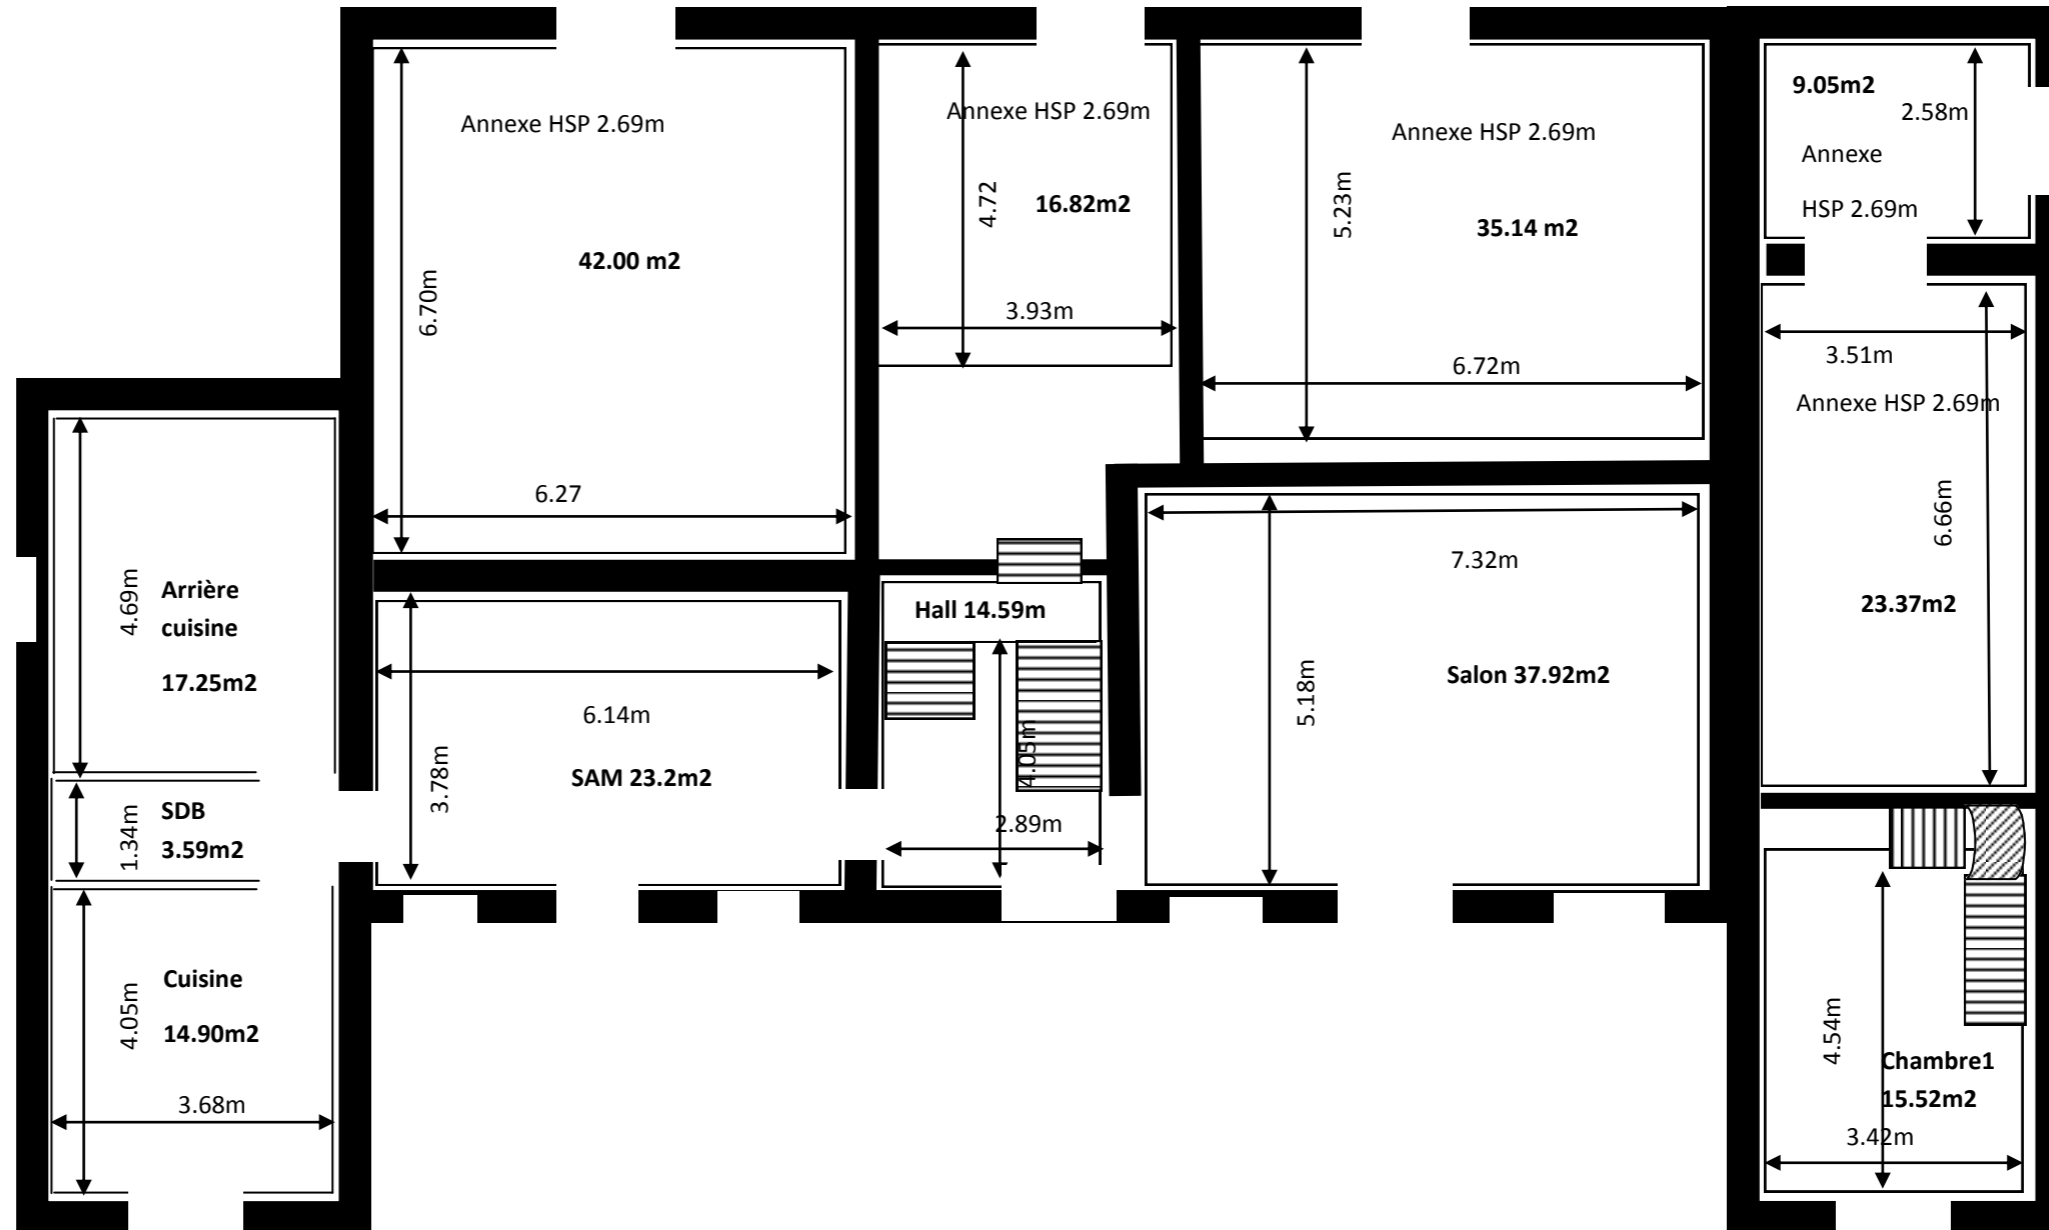 Annexe HSP 2.69m
42.00 m2
6.70m
6.27
Annexe HSP 2.69m
4.72
16.82m2
3.93m
Annexe HSP 2.69m
5.23m
35.14 m2
6.72m
9.05m2
2.58m
Annexe
HSP 2.69m
3.51m
Annexe HSP 2.69m
6.66m
23.37m2
4.69m
Arrière
cuisine
17.25m2
1.34m
SDB
3.59m2
4.05m
Cuisine
14.90m2
3.68m
6.14m
3.78m
SAM 23.2m2
Hall 14.59m
4.05m
2.89m
7.32m
5.18m
Salon 37.92m2
4.54m
Chambre1
15.52m2
3.42m